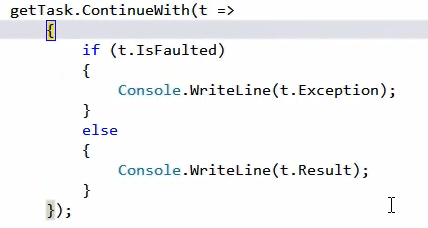 getTask.ContinueWith(t =>
{
if (t.IsFaulted)
{
Console.WriteLine(t.Exception);
}
else
{
Console.WriteLine(t.Result);
}
});